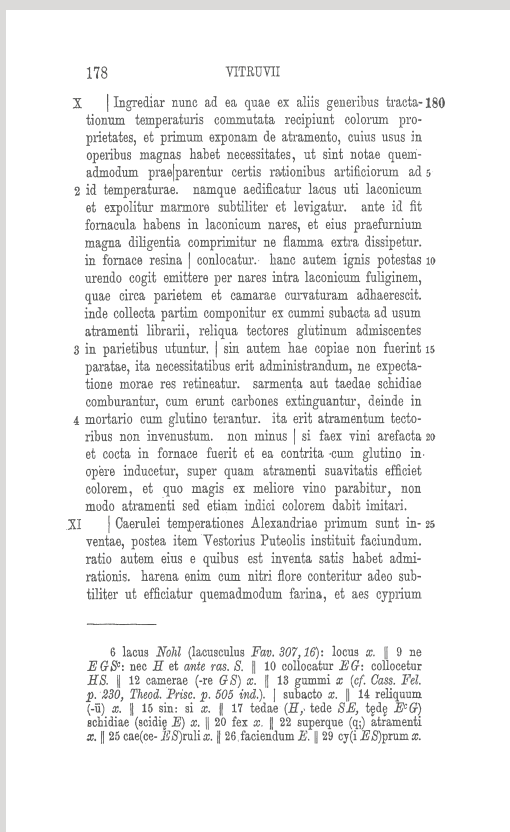 178 VITRUVII
X | Ingrediar nunc ad ea quae ex aliis generibus tracta- 180
tionum temperaturis commutata recipiunt colorum pro-
prietates, et primum exponam de atramento, cuius usus in
operibus magnas habet necessitates, ut sint notae quem-
admodum prae|parentur certis rationibus artificiorum ad 5
2 id temperaturae. namque aedificatur lacus uti laconicum
et expolitur marmore subtiliter et levigatur. ante id fit
fornacula habens in laconicum nares, et eius praefurnium
magna diligentia comprimitur ne flamma extra dissipetur.
in fornace resina | conlocatur. hanc autem ignis potestas 10
urendo cogit emittere per nares intra laconicum fuliginem,
quae circa parietem et camarae curvaturam adhaerescit.
inde collecta partim componitur ex cummi subacta ad usum
atramenti librarii, reliqua tectores glutinum admiscentes
3 in parietibus utuntur. | sin autem hae copiae non fuerint 15
paratae, ita necessitatibus erit administrandum, ne expecta-
tione morae res retineatur. sarmenta aut taedae schidiae
comburantur, cum erunt carbones extinguantur, deinde in
4 mortario cum glutino terantur. ita erit atramentum tecto-
ribus non invenustum. non minus | si faex vini arefacta 20
et cocta in fornace fuerit et ea contrita cum glutino in
opere inducetur, super quam atramenti suavitatis efficiet
colorem, et quo magis ex meliore vino parabitur, non
modo atramenti sed etiam indici colorem dabit imitari.
XI | Caerulei temperationes Alexandriae primum sunt in- 25
ventae, postea item Vestorius Puteolis instituit faciundum.
ratio autem eius e quibus est inventa satis habet admi-
rationis. harena enim cum nitri flore conteritur adeo sub-
tiliter ut efficiatur quemadmodum farina, et aes cyprium
6 lacus Nohl (lacusculus Fav. 307, 16): locus x. || 9 ne
E G Sᶜ: nec H et ante ras. S. || 10 collocatur EG: collocetur
HS. || 12 camerae (-re GS) x. || 13 gummi x (cf. Cass. Fel.
p. 230, Theod. Prisc. p. 505 ind.). | subacto x. || 14 reliquum
(-ū) x. || 15 sin: si x. || 17 tedae (H, tede SE, tędę EᶜG)
schidiae (scidię E) x. || 20 fex x. || 22 superque (q;) atramenti
x. || 25 cae(ce- ES)ruli x. || 26 faciendum E. || 29 cy(i ES)prum x.